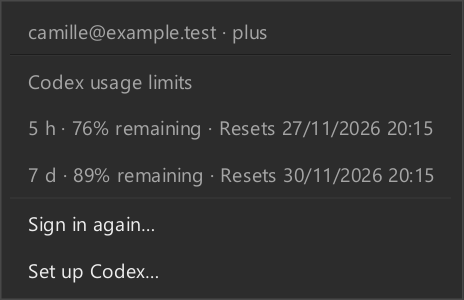 camille@example.test · plus
Codex usage limits
5 h · 76% remaining · Resets 27/11/2026 20:15
7 d · 89% remaining · Resets 30/11/2026 20:15
Sign in again...
Set up Codex...